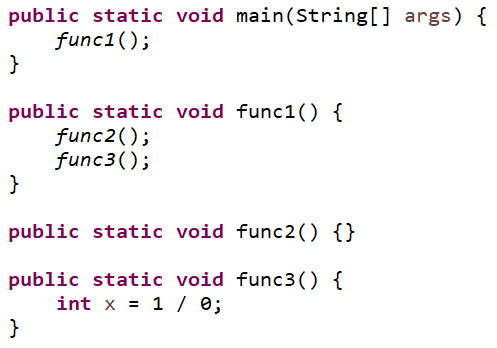 public static void main(String[] args) {
    func1();
}

public static void func1() {
    func2();
    func3();
}

public static void func2() {}

public static void func3() {
    int x = 1 / 0;
}